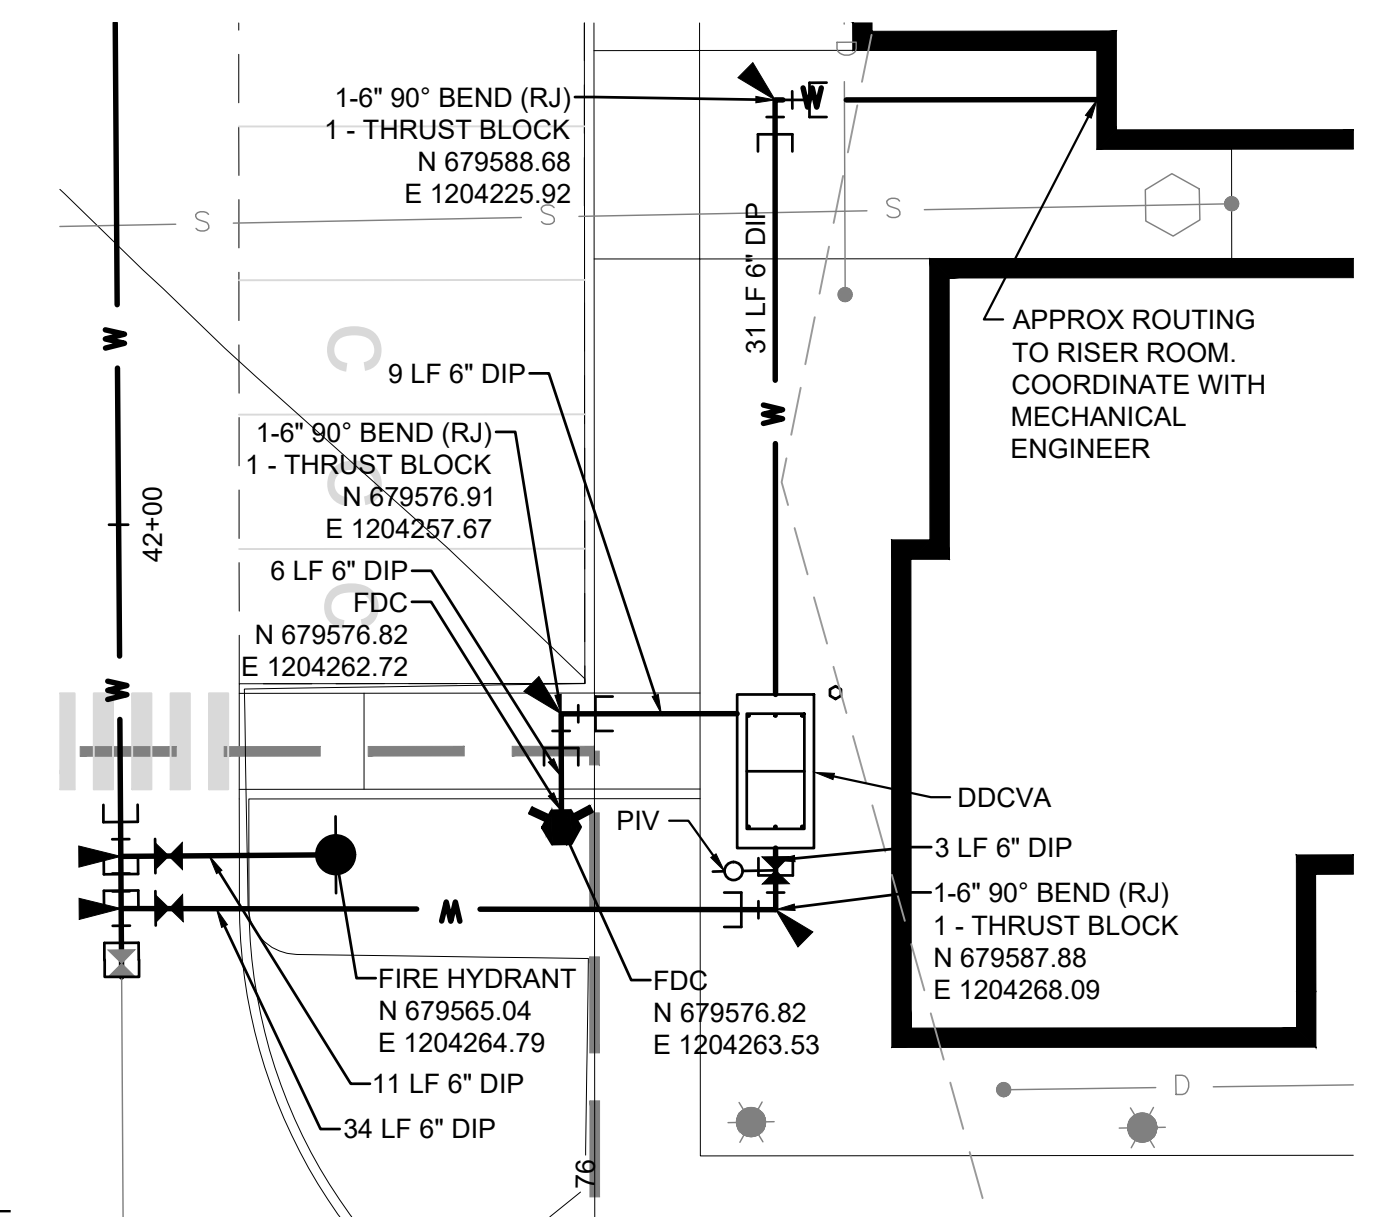 D
1-6" 90° BEND (RJ)
1 - THRUST BLOCK
N 679588.68
E 1204225.92
W
S
S
S
31 LF 6" DIP
APPROX ROUTING
TO RISER ROOM.
COORDINATE WITH
MECHANICAL
ENGINEER
W
C
9 LF 6" DIP
W
1-6" 90° BEND (RJ)
1 - THRUST BLOCK
N 679576.91
E 1204257.67
C
42+00
6 LF 6" DIP
FDC
N 679576.82
E 1204262.72
C
W
DDCVA
PIV
3 LF 6" DIP
1-6" 90° BEND (RJ)
1 - THRUST BLOCK
N 679587.88
E 1204268.09
W
FIRE HYDRANT
N 679565.04
E 1204264.79
FDC
N 679576.82
E 1204263.53
11 LF 6" DIP
34 LF 6" DIP
D
76